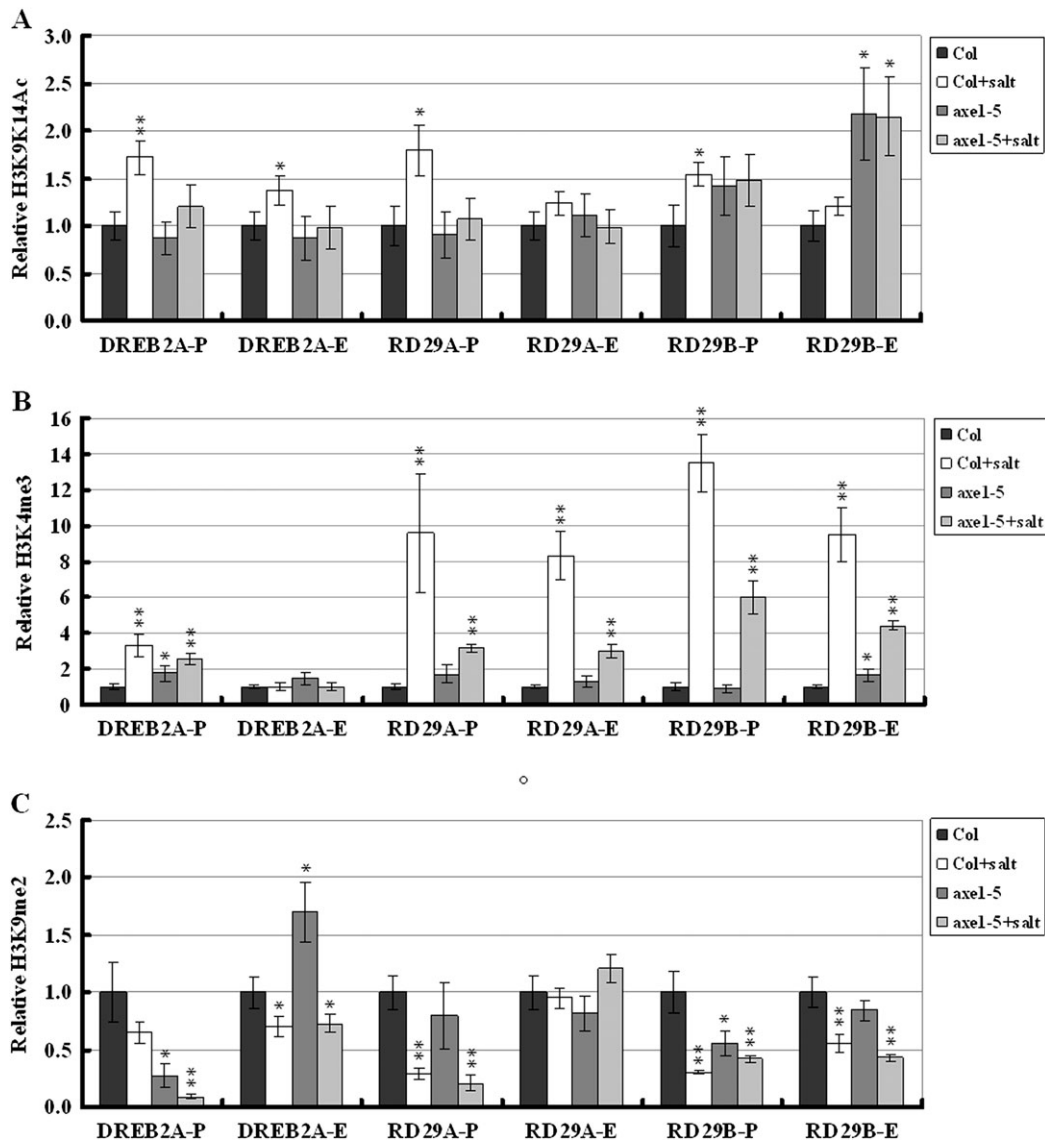 A
Relative H3K9K14Ac
3.0
2.5
2.0
1.5
1.0
0.5
0.0
** * * * * *
DREB2A-P DREB2A-E RD29A-P RD29A-E RD29B-P RD29B-E
Col
Col+salt
axe1-5
axe1-5+salt
B
Relative H3K4me3
16
14
12
10
8
6
4
2
0
** * ** ** ** ** ** ** ** ** * **
DREB2A-P DREB2A-E RD29A-P RD29A-E RD29B-P RD29B-E
Col
Col+salt
axe1-5
axe1-5+salt
C
Relative H3K9me2
2.5
2.0
1.5
1.0
0.5
0.0
* ** * * * ** ** ** * ** ** **
DREB2A-P DREB2A-E RD29A-P RD29A-E RD29B-P RD29B-E
Col
Col+salt
axe1-5
axe1-5+salt